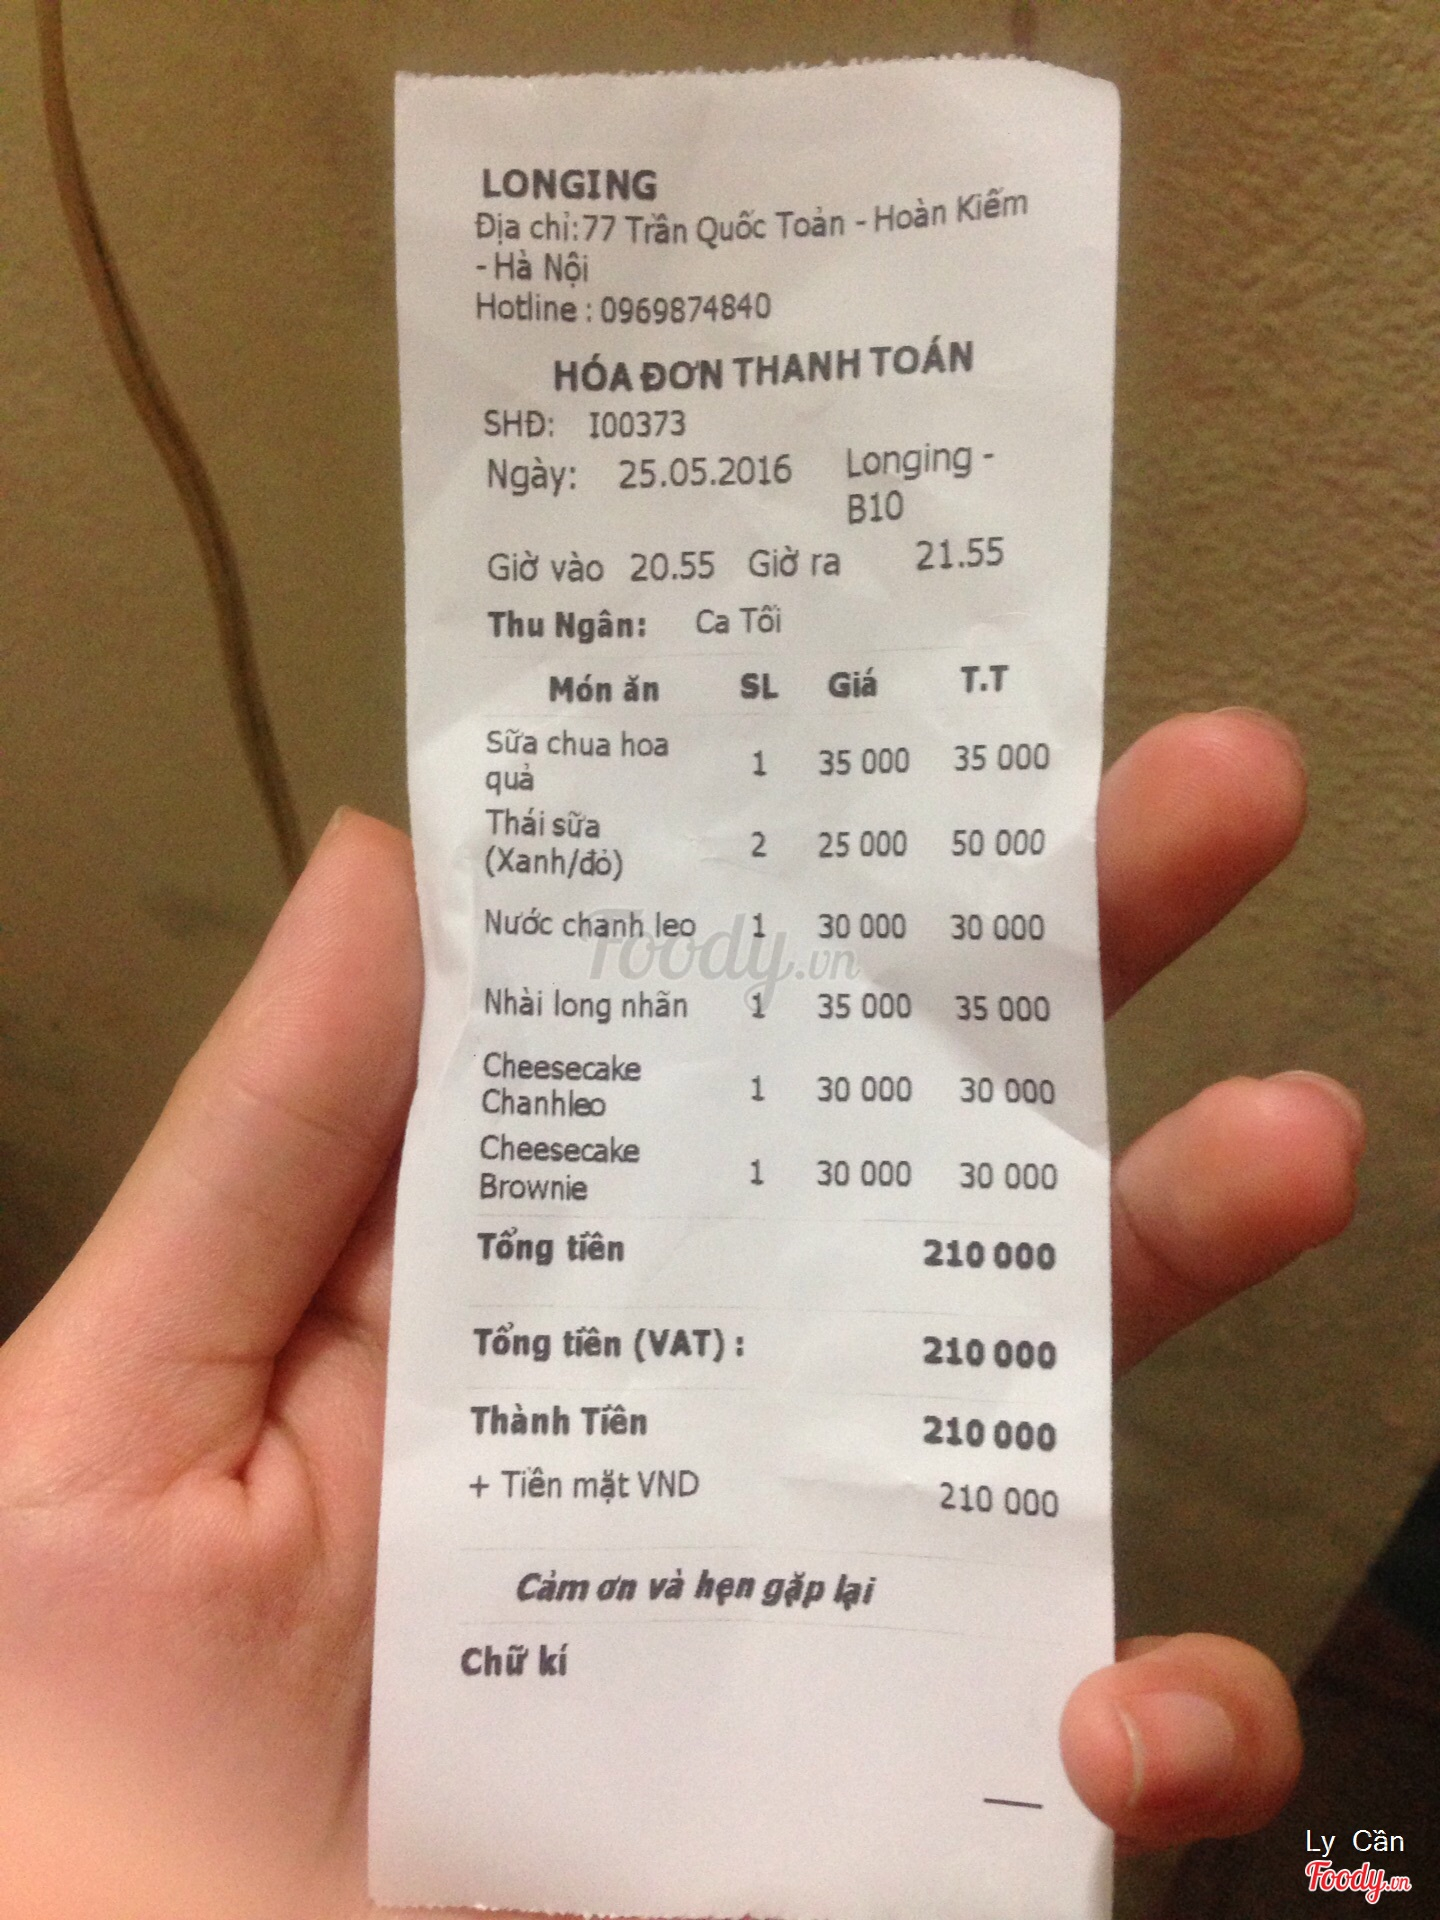 LONGING
Địa chỉ:77 Trần Quốc Toản - Hoàn Kiếm
- Hà Nội
Hotline : 0969874840
HÓA ĐƠN THANH TOÁN
SHĐ: I00373
Ngày: 25.05.2016 Longing -
B10
Giờ vào 20.55 Giờ ra 21.55
Thu Ngân: Ca Tối
Món ăn SL Giá T.T
Sữa chua hoa
quả 1 35 000 35 000
Thái sữa
(Xanh/đỏ) 2 25 000 50 000
Nước chanh leo 1 30 000 30 000
Nhài long nhãn 1 35 000 35 000
Cheesecake
Chanhleo 1 30 000 30 000
Cheesecake
Brownie 1 30 000 30 000
Tổng tiền 210 000
Tổng tiền (VAT) : 210 000
Thành Tiền 210 000
+ Tiền mặt VND 210 000
Cảm ơn và hẹn gặp lại
Chữ kí
Foody.vn
Ly Cần
Foody.vn